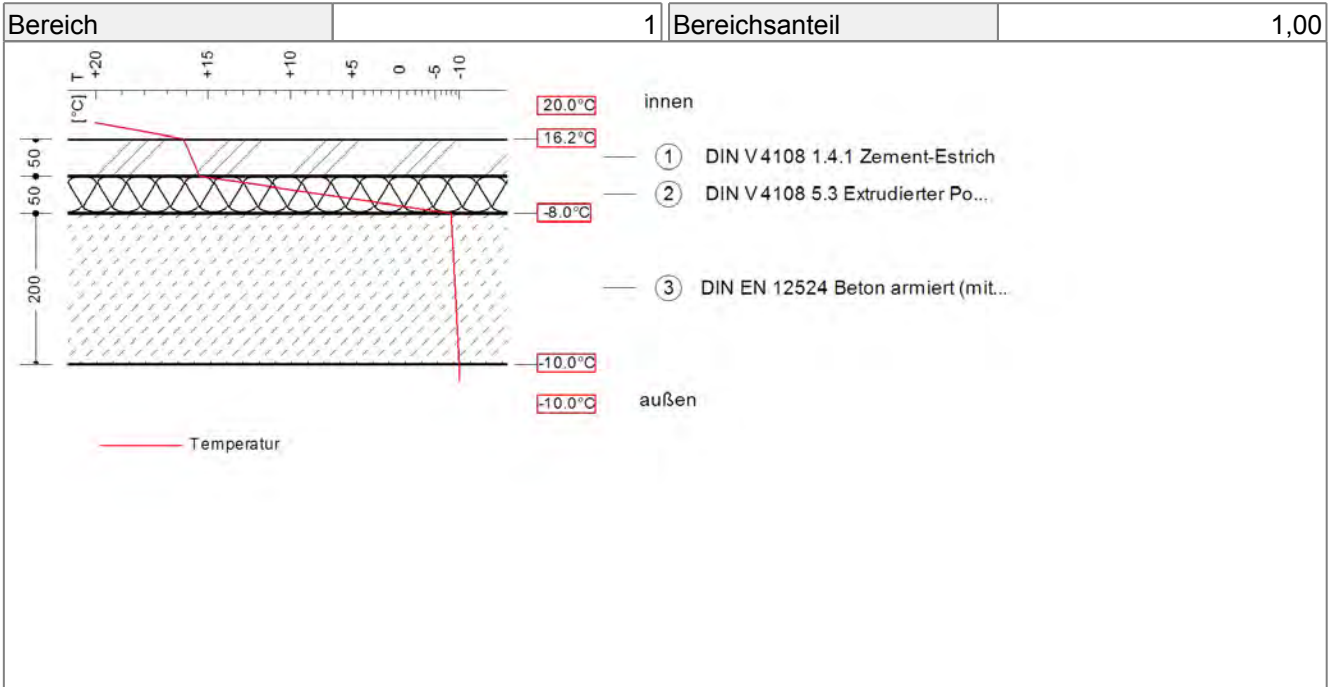 Bereich 1 Bereichsanteil 1,00
T +20 +15 +10 +5 0 -5 -10
[°C]
20.0°C innen
16.2°C
50 1 DIN V 4108 1.4.1 Zement-Estrich
50 2 DIN V 4108 5.3 Extrudierter Po...
-8.0°C
200 3 DIN EN 12524 Beton armiert (mit...
-10.0°C
-10.0°C außen
Temperatur